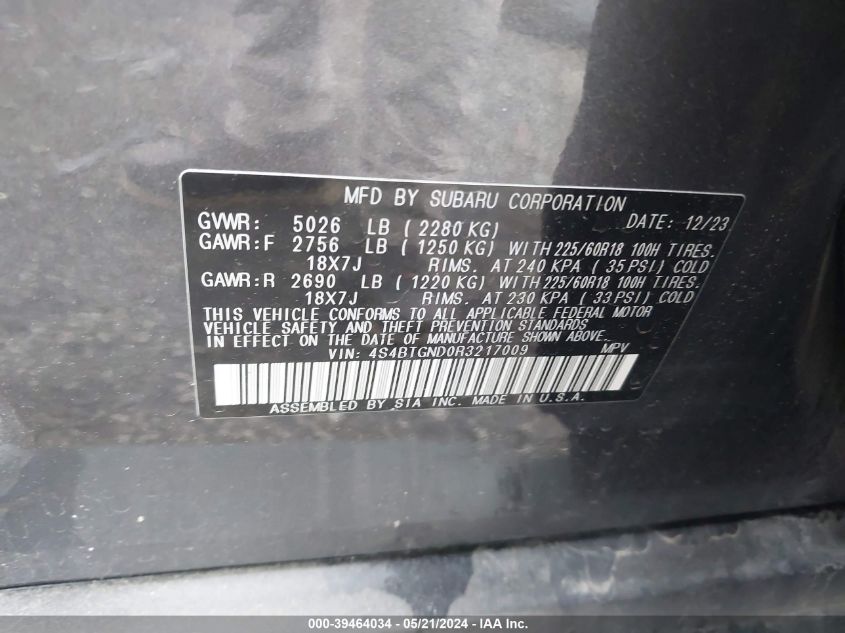 MFD BY SUBARU CORPORATION
GVWR: 5026 LB ( 2280 KG) DATE: 12/23
GAWR:F 2756 LB ( 1250 KG) WITH 225/60R18 100H TIRES.
18X7J RIMS. AT 240 KPA ( 35 PSI) COLD
GAWR:R 2690 LB ( 1220 KG) WITH 225/60R18 100H TIRES.
18X7J RIMS. AT 230 KPA ( 33 PSI) COLD
THIS VEHICLE CONFORMS TO ALL APPLICABLE FEDERAL MOTOR
VEHICLE SAFETY AND THEFT PREVENTION STANDARDS
IN EFFECT ON THE DATE OF MANUFACTURE SHOWN ABOVE.
VIN: 4S4BTGND0R3217009 MPV
ASSEMBLED BY SIA INC. MADE IN U.S.A.
000-39464034 - 05/21/2024 - IAA Inc.